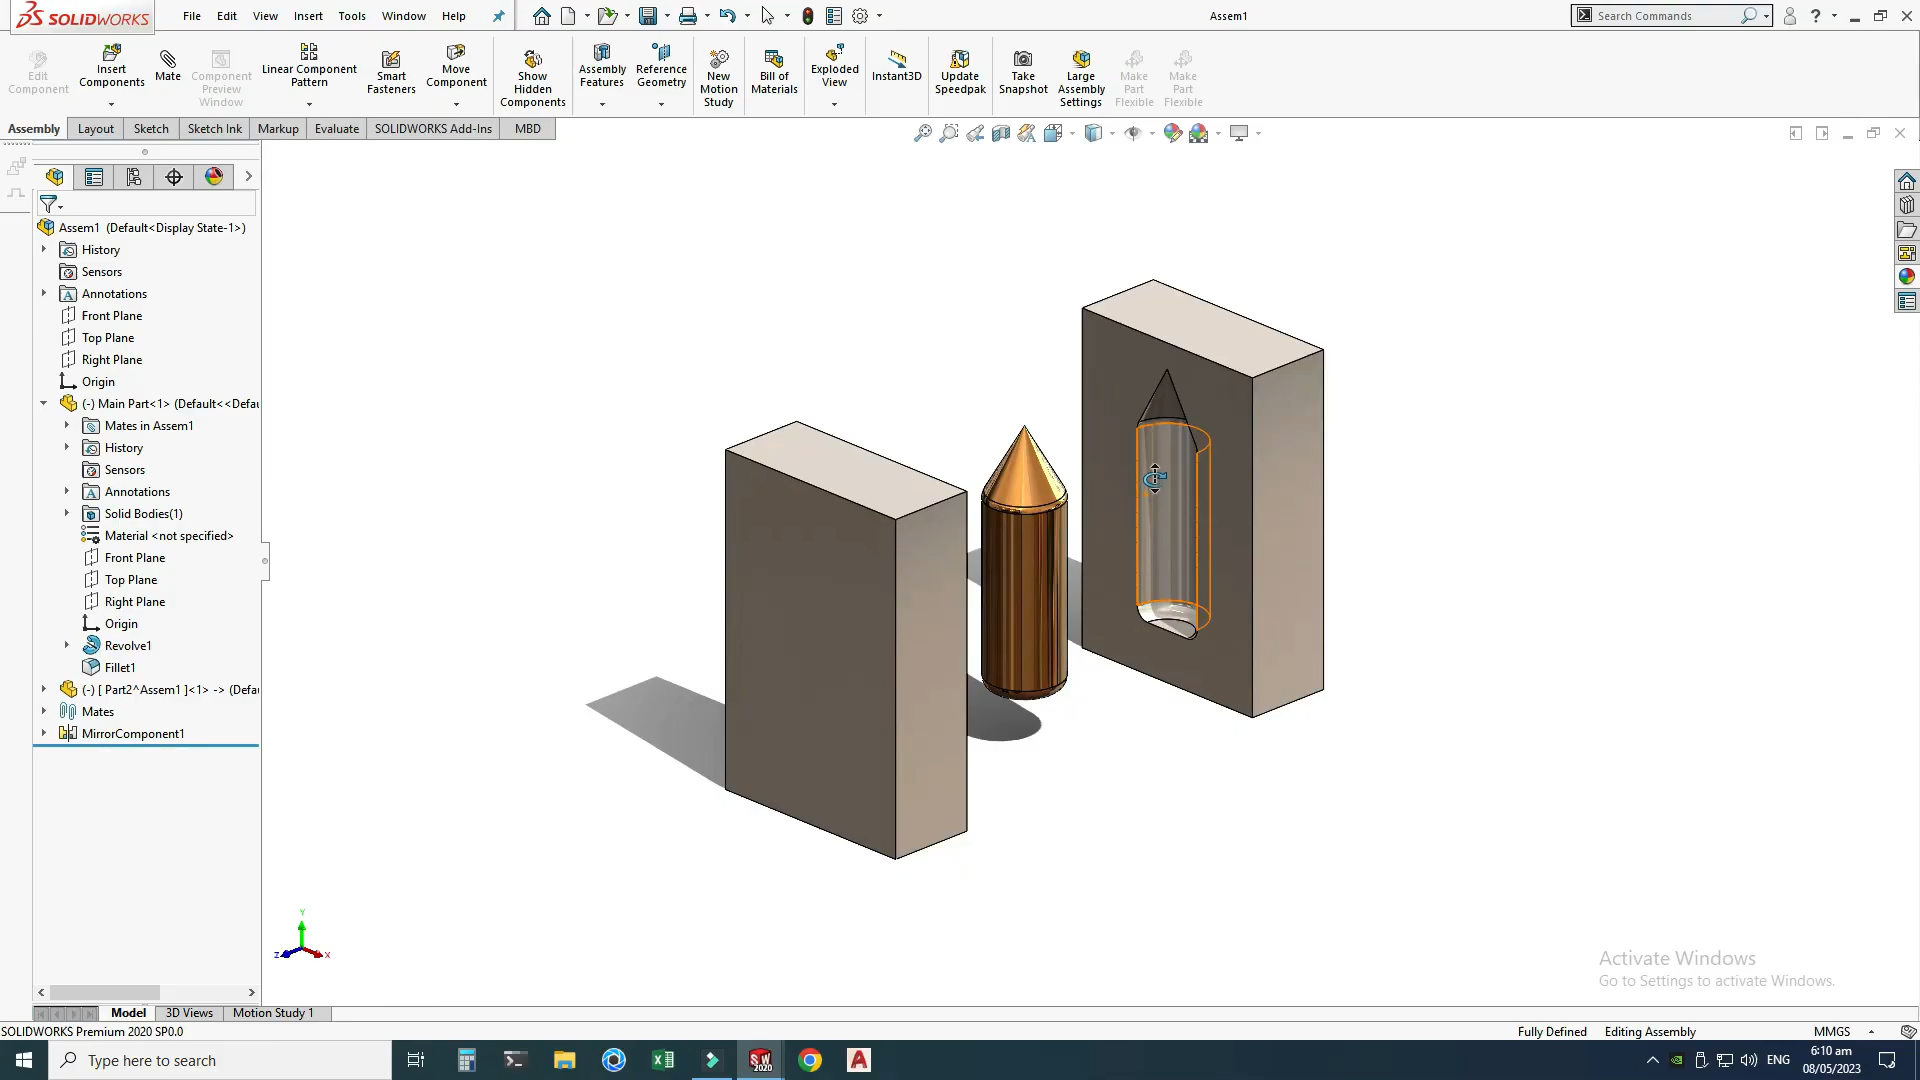 SOLIDWORKS
File Edit View Insert Tools Window Help
Assem1
Search Commands
Edit Component
Insert Components
Mate
Component Preview Window
Linear Component Pattern
Smart Fasteners
Move Component
Show Hidden Components
Assembly Features
Reference Geometry
New Motion Study
Bill of Materials
Exploded View
Instant3D
Update Speedpak
Take Snapshot
Large Assembly Settings
Make Part Flexible
Make Part Flexible
Assembly Layout Sketch Sketch Ink Markup Evaluate SOLIDWORKS Add-Ins MBD
Assem1 (Default<Display State-1>)
History
Sensors
Annotations
Front Plane
Top Plane
Right Plane
Origin
(-) Main Part<1> (Default<<Defau
Mates in Assem1
History
Sensors
Annotations
Solid Bodies(1)
Material <not specified>
Front Plane
Top Plane
Right Plane
Origin
Revolve1
Fillet1
(-) [ Part2^Assem1 ]<1> -> (Defau
Mates
MirrorComponent1
Y
Z
X
Activate Windows
Go to Settings to activate Windows.
Model 3D Views Motion Study 1
SOLIDWORKS Premium 2020 SP0.0
Fully Defined Editing Assembly MMGS
Type here to search
SW 2020
ENG
6:10 am
08/05/2023